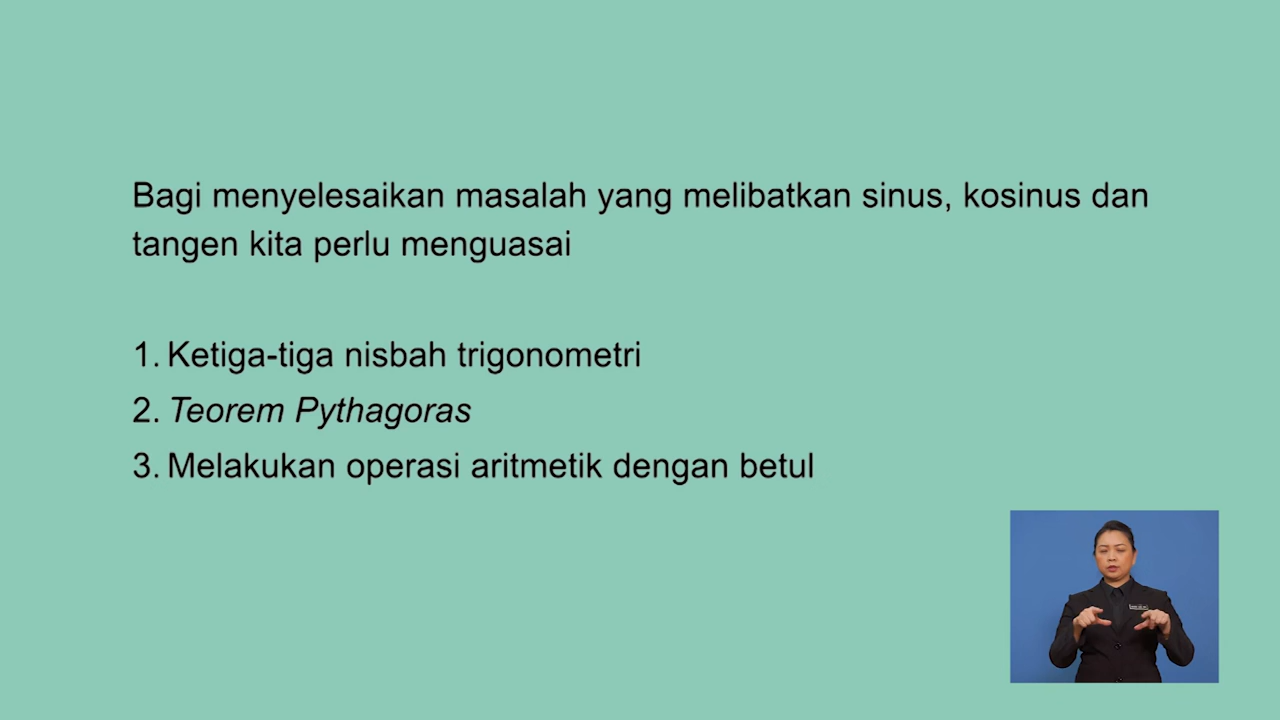 Bagi menyelesaikan masalah yang melibatkan sinus, kosinus dan
tangen kita perlu menguasai
1. Ketiga-tiga nisbah trigonometri
2. Teorem Pythagoras
3. Melakukan operasi aritmetik dengan betul